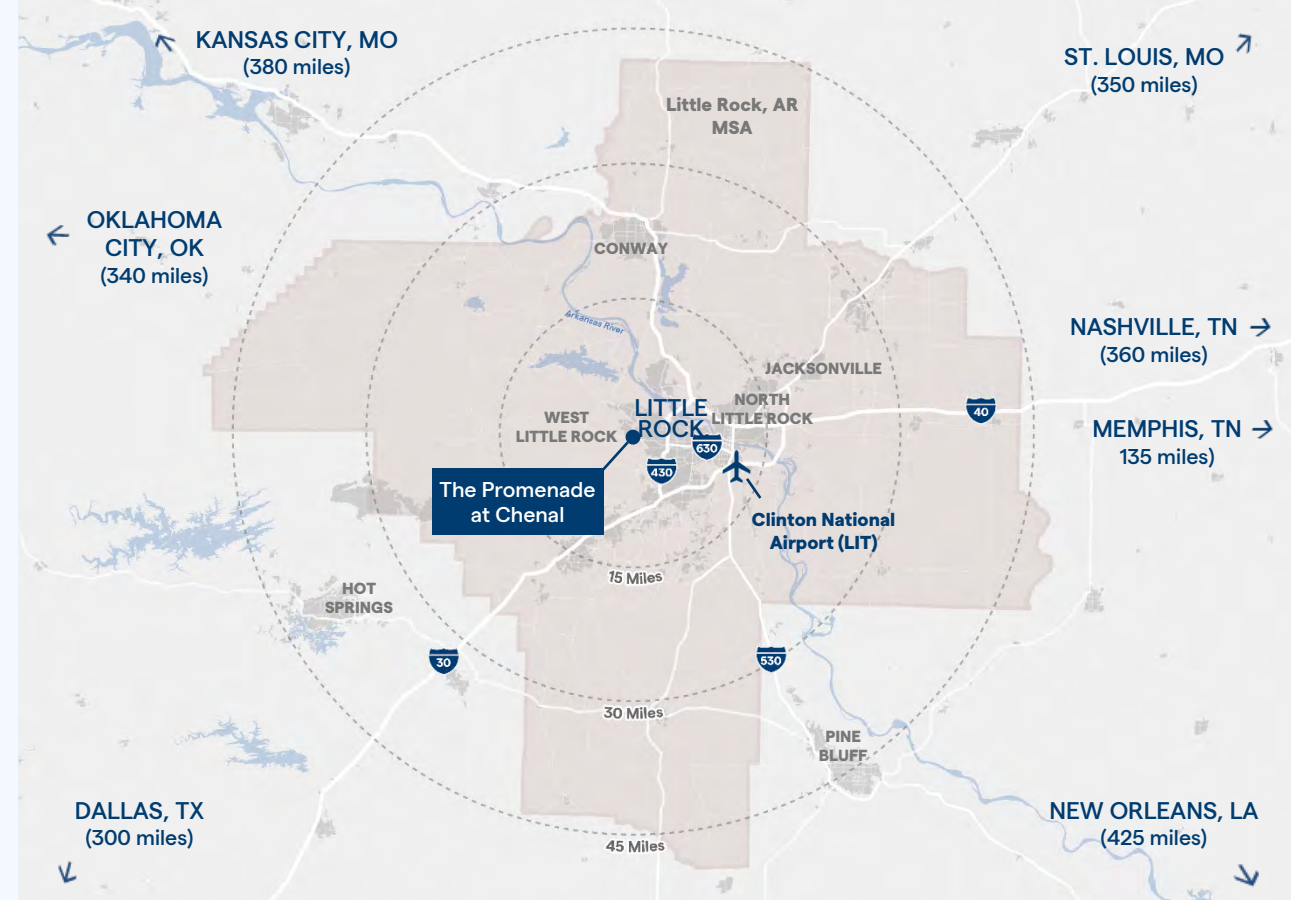 KANSAS CITY, MO
(380 miles)
ST. LOUIS, MO
(350 miles)
Little Rock, AR
MSA
OKLAHOMA
CITY, OK
(340 miles)
CONWAY
Arkansas River
NASHVILLE, TN
(360 miles)
JACKSONVILLE
NORTH
LITTLE ROCK
LITTLE
ROCK
WEST
LITTLE ROCK
40
MEMPHIS, TN
135 miles)
630
430
The Promenade
at Chenal
Clinton National
Airport (LIT)
15 Miles
HOT
SPRINGS
30
530
30 Miles
PINE
BLUFF
DALLAS, TX
(300 miles)
NEW ORLEANS, LA
(425 miles)
45 Miles